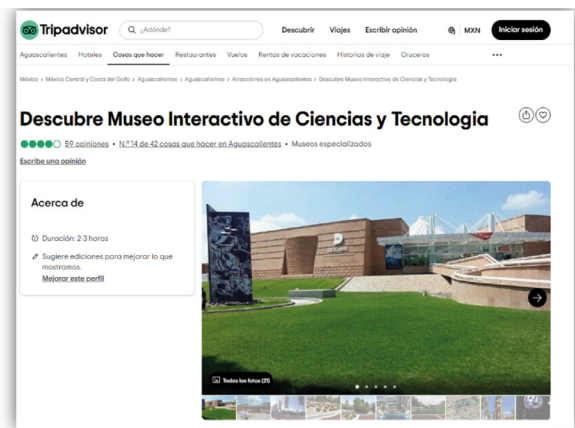 Tripadvisor
¿Adónde?
Descubrir Viajes Escribir opinión MXN Iniciar sesión
Aguascalientes Hoteles Cosas que hacer Restaurantes Vuelos Rentas de vacaciones Historias de viaje Cruceros ...
México > México Central y Costa del Golfo > Aguascalientes > Aguascalientes > Atracciones en Aguascalientes > Descubre Museo Interactivo de Ciencias y Tecnologia
Descubre Museo Interactivo de Ciencias y Tecnologia
59 opiniones • N.º 14 de 42 cosas que hacer en Aguascalientes • Museos especializados
Escribe una opinión
Acerca de
Duración: 2-3 horas
Sugiere ediciones para mejorar lo que
mostramos.
Mejorar este perfil
DESCUBRE
Todas las fotos (21)